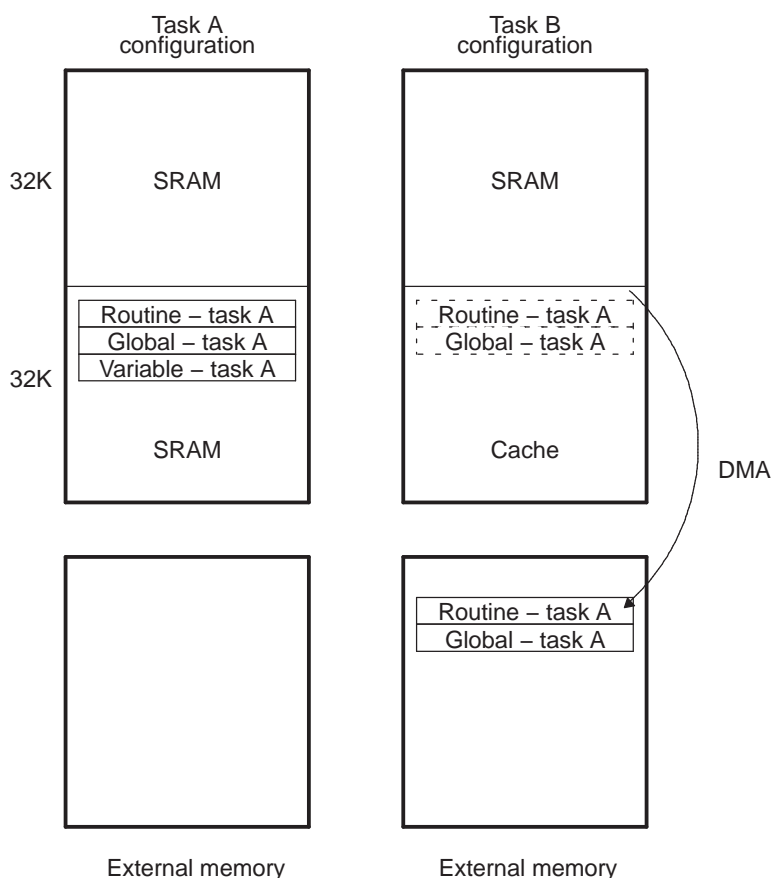 Task A
configuration
Task B
configuration
32K
SRAM
SRAM
Routine – task A
Global – task A
Variable – task A
32K
SRAM
Routine – task A
Global – task A
Cache
DMA
Routine – task A
Global – task A
External memory
External memory